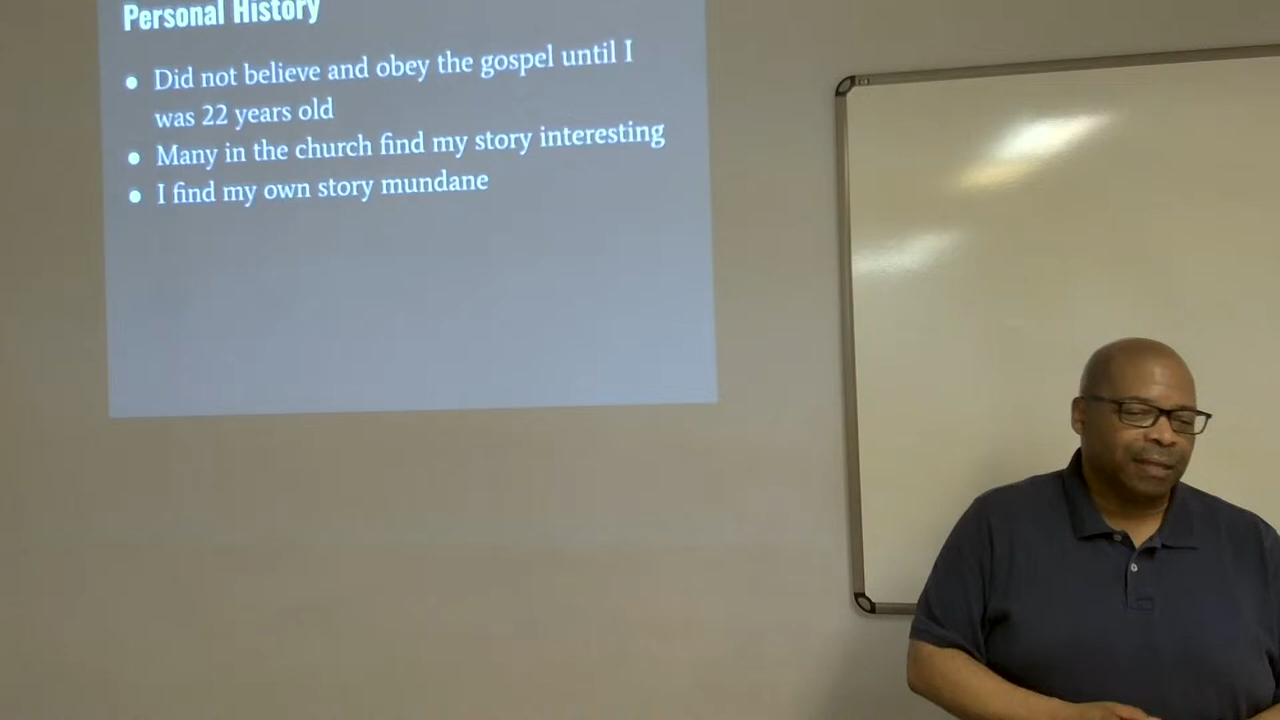 Personal History
● Did not believe and obey the gospel until I
was 22 years old
● Many in the church find my story interesting
● I find my own story mundane